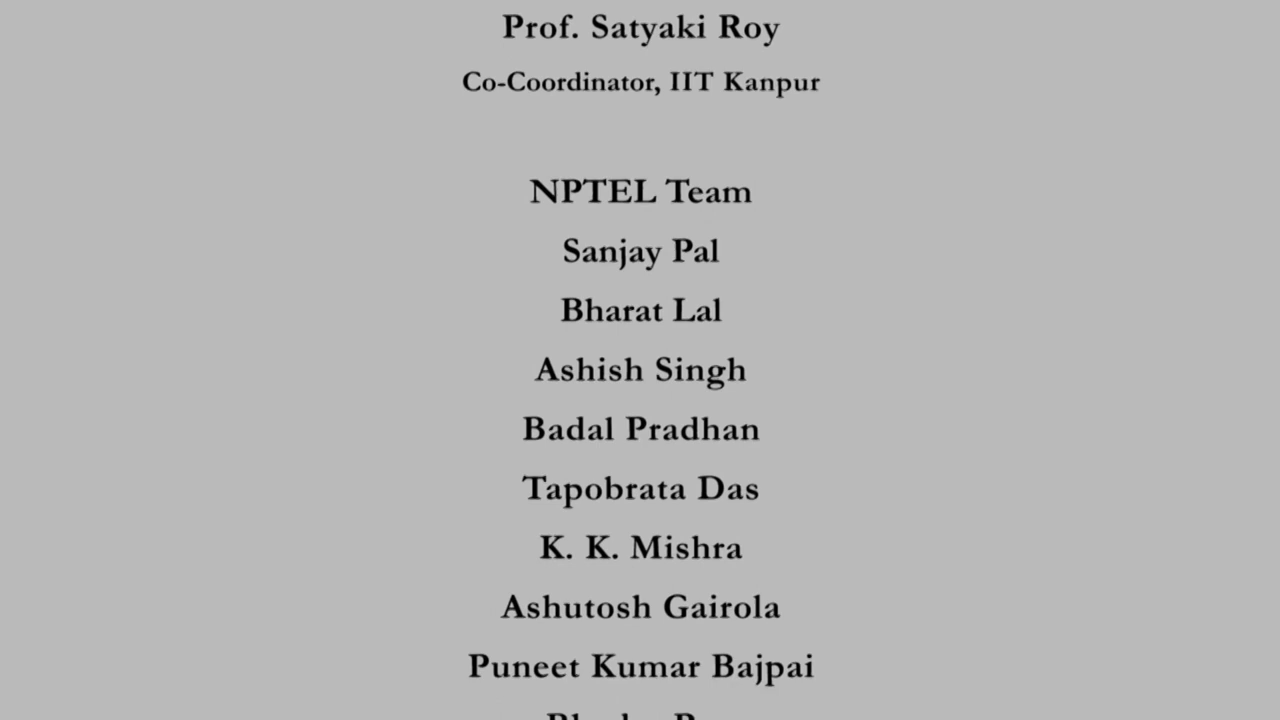 Prof. Satyaki Roy
Co-Coordinator, IIT Kanpur
NPTEL Team
Sanjay Pal
Bharat Lal
Ashish Singh
Badal Pradhan
Tapobrata Das
K. K. Mishra
Ashutosh Gairola
Puneet Kumar Bajpai